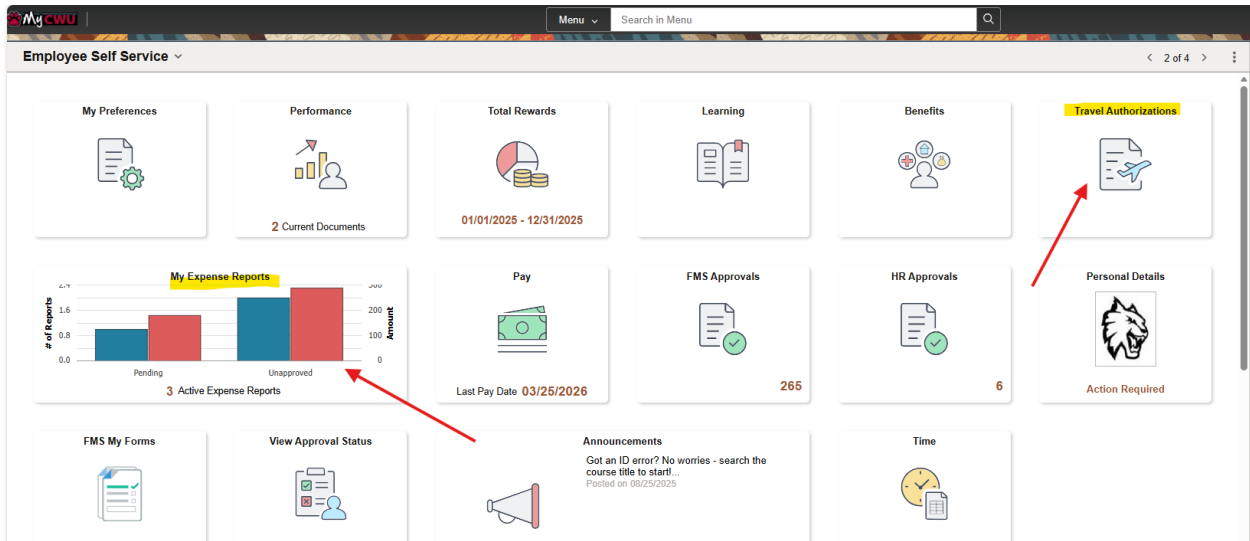 MyCWU
Menu
Search in Menu
Employee Self Service
2 of 4
My Preferences
Performance
2 Current Documents
Total Rewards
01/01/2025 - 12/31/2025
Learning
Benefits
Travel Authorizations
My Expense Reports
# of Reports
2.4
1.6
0.8
0.0
300
200
100
0
Amount
Pending
Unapproved
3 Active Expense Reports
Pay
Last Pay Date 03/25/2026
FMS Approvals
265
HR Approvals
6
Personal Details
Action Required
FMS My Forms
View Approval Status
Announcements
Got an ID error? No worries - search the
course title to start!...
Posted on 08/25/2025
Time